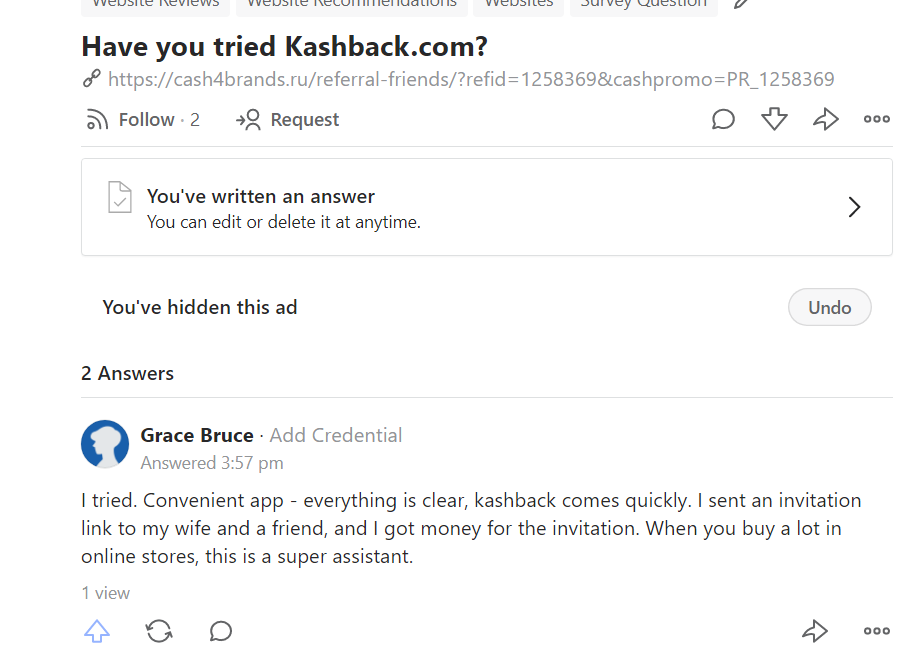 Website Reviews Website Recommendations Websites Survey Question
Have you tried Kashback.com?
https://cash4brands.ru/referral-friends/?refid=1258369&cashpromo=PR_1258369
Follow · 2 Request
You've written an answer
You can edit or delete it at anytime.
You've hidden this ad Undo
2 Answers
Grace Bruce · Add Credential
Answered 3:57 pm
I tried. Convenient app - everything is clear, kashback comes quickly. I sent an invitation
link to my wife and a friend, and I got money for the invitation. When you buy a lot in
online stores, this is a super assistant.
1 view